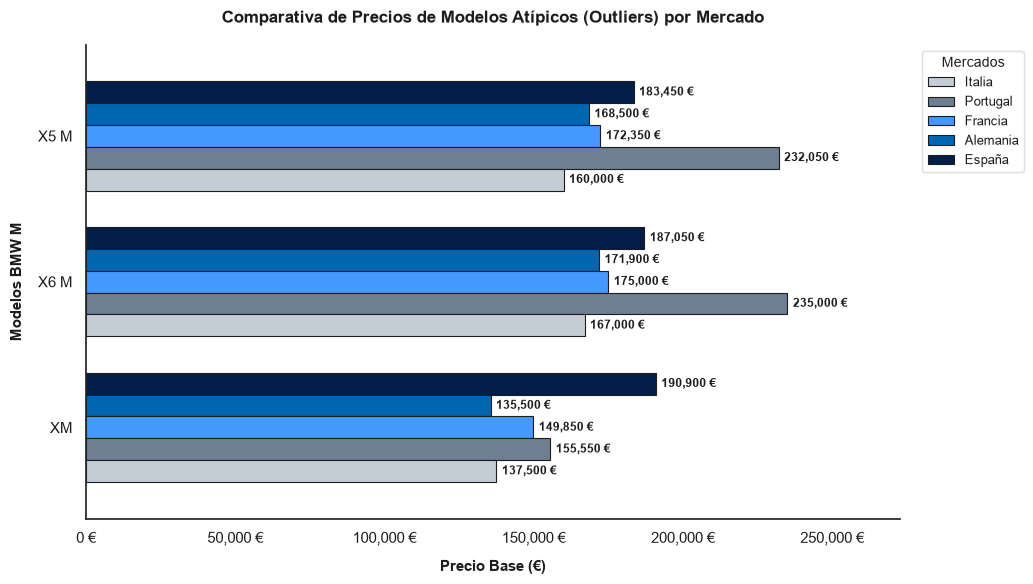 Comparativa de Precios de Modelos Atípicos (Outliers) por Mercado
Mercados
Italia
Portugal
Francia
Alemania
España
Modelos BMW M
X5 M
183,450 €
168,500 €
172,350 €
232,050 €
160,000 €
X6 M
187,050 €
171,900 €
175,000 €
235,000 €
167,000 €
XM
190,900 €
135,500 €
149,850 €
155,550 €
137,500 €
0 € 50,000 € 100,000 € 150,000 € 200,000 € 250,000 €
Precio Base (€)